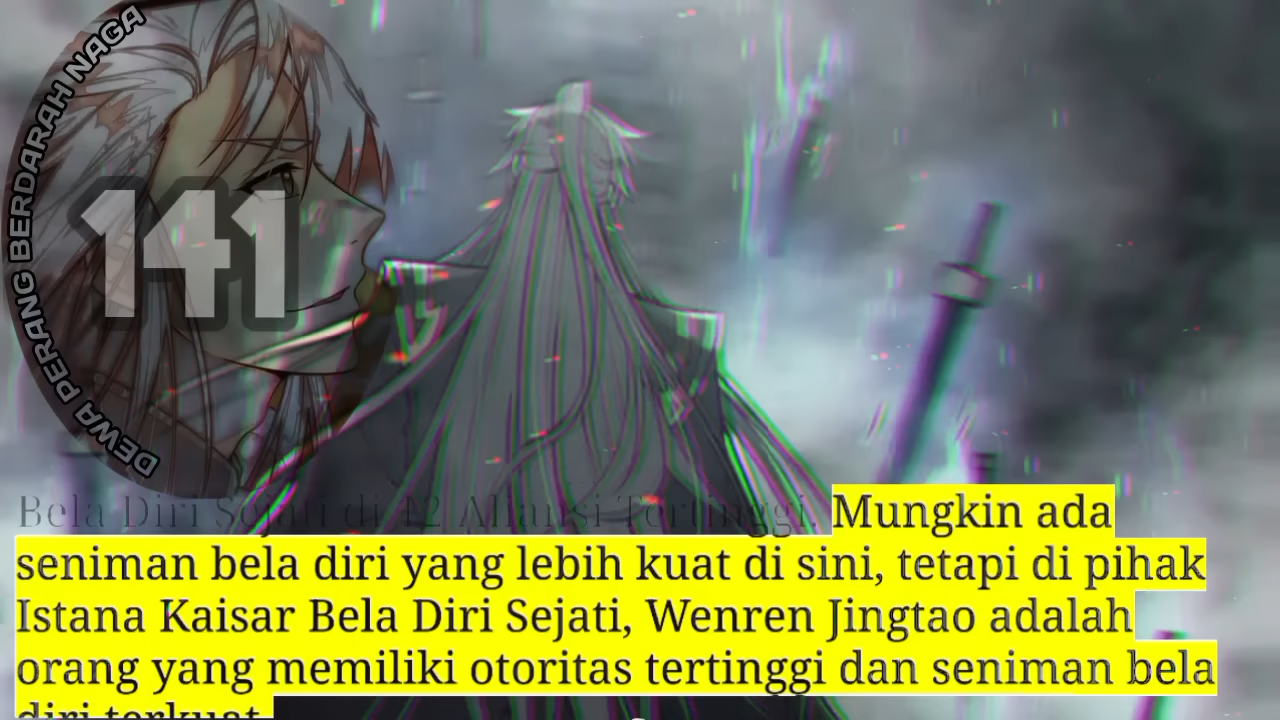 DEWA PERANG BERDARAH NAGA
141
Bela Diri Sejati di 12 Aliansi Tertinggi. Mungkin ada
seniman bela diri yang lebih kuat di sini, tetapi di pihak
Istana Kaisar Bela Diri Sejati, Wenren Jingtao adalah
orang yang memiliki otoritas tertinggi dan seniman bela
diri terkuat.